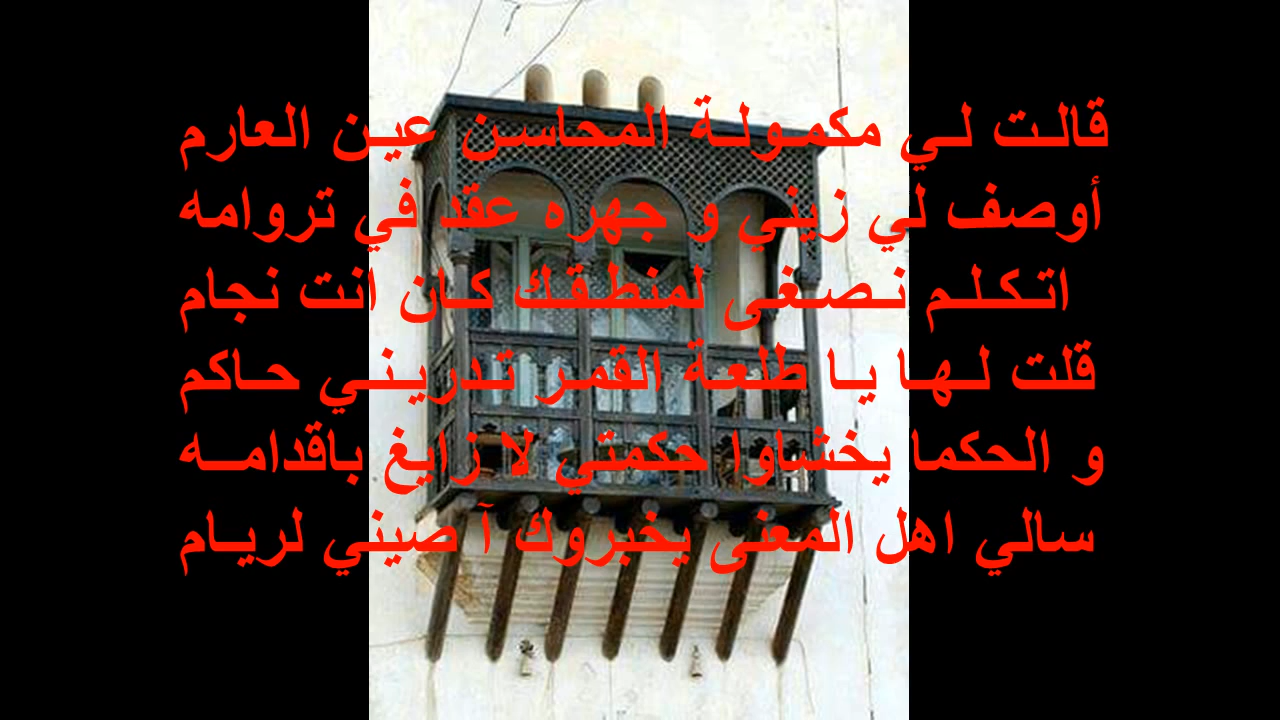 قالت لي مكمولة المحاسن عين العارم
أوصف لي زيني و جهره عقد في تروامه
اتكلم نصغى لمنطقك كان انت نجام
قلت لها يا طلعة القمر تدريني حاكم
و الحكما يخشاوا حكمتي لا زايغ باقدامه
سالي اهل المعنى يخبروك آ صيني لريام